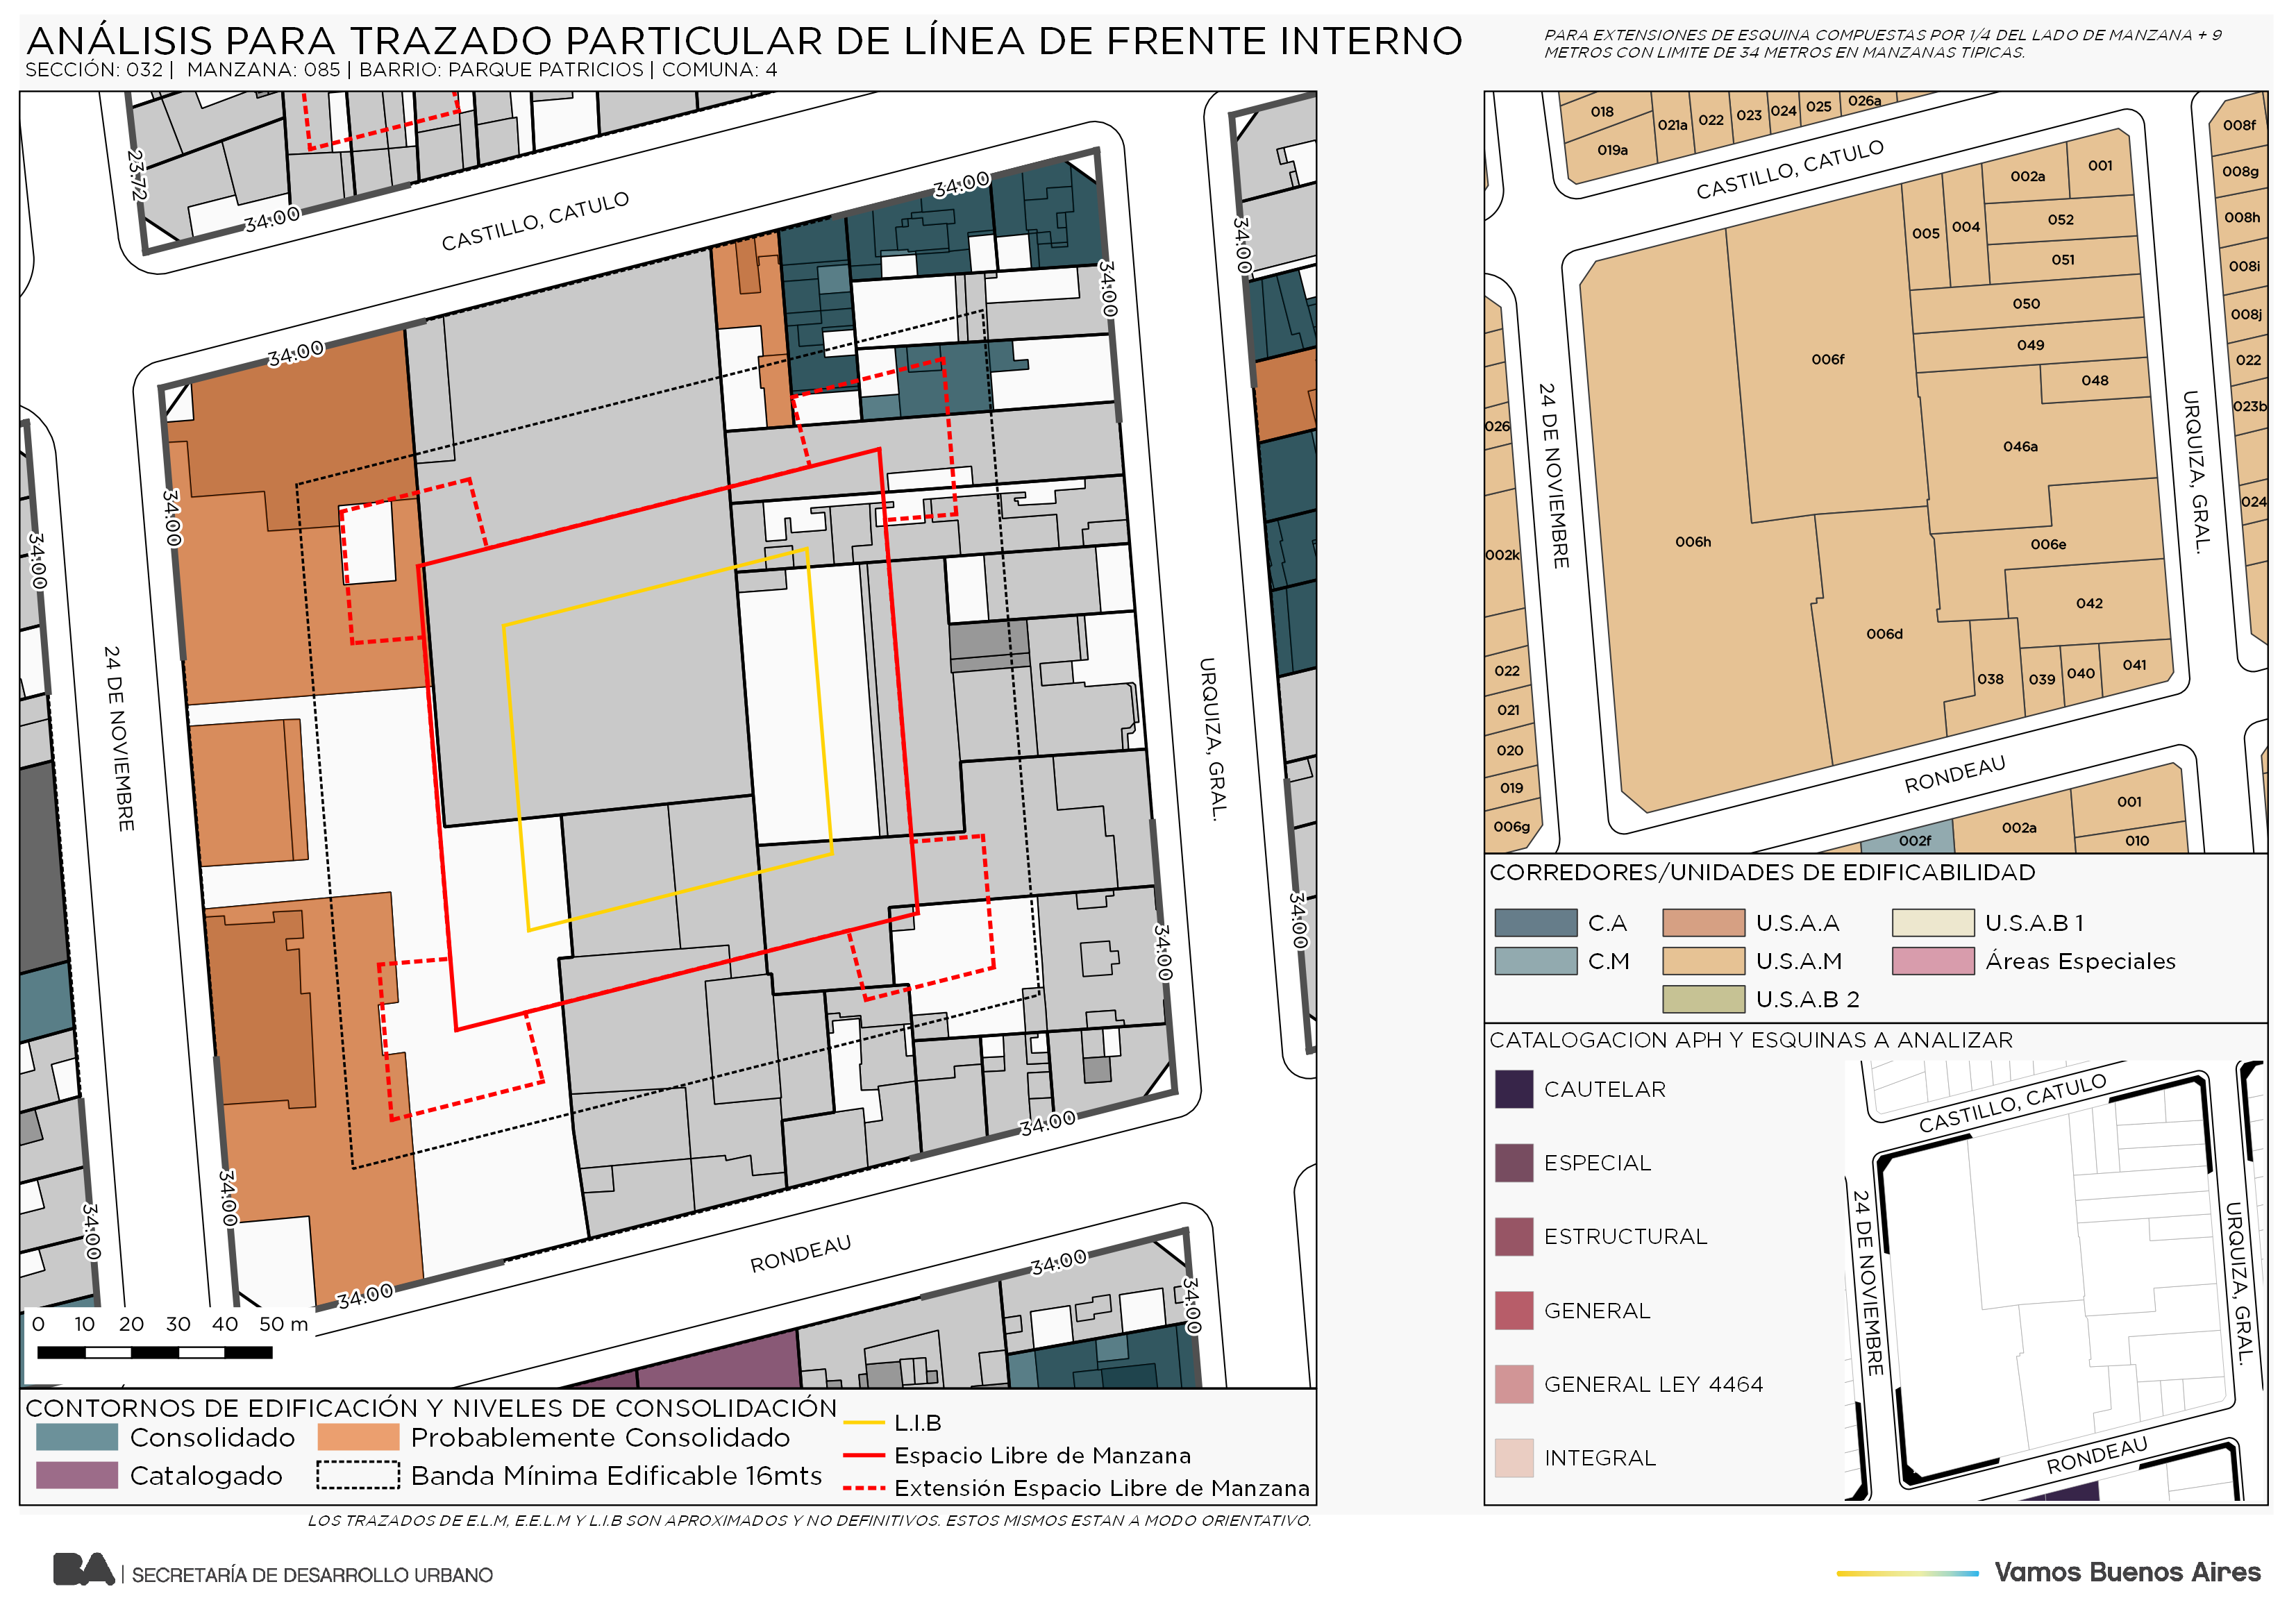 ANÁLISIS PARA TRAZADO PARTICULAR DE LÍNEA DE FRENTE INTERNO
SECCIÓN: 032 | MANZANA: 085 | BARRIO: PARQUE PATRICIOS | COMUNA: 4
PARA EXTENSIONES DE ESQUINA COMPUESTAS POR 1/4 DEL LADO DE MANZANA + 9
METROS CON LIMITE DE 34 METROS EN MANZANAS TIPICAS.
23.72
34.00
CASTILLO, CATULO
34.00
34.00
34.00
34.00
34.00
34.00
24 DE NOVIEMBRE
URQUIZA, GRAL.
34.00
34.00
34.00
34.00
34.00
34.00
RONDEAU
34.00
34.00
0 10 20 30 40 50 m
CONTORNOS DE EDIFICACIÓN Y NIVELES DE CONSOLIDACIÓN
Consolidado
Probablemente Consolidado
Catalogado
Banda Mínima Edificable 16mts
L.I.B
Espacio Libre de Manzana
Extensión Espacio Libre de Manzana
018
019a
021a
022
023
024
025
026a
CASTILLO, CATULO
008f
008g
008h
008i
008j
022
023b
024
001
002a
052
051
005
004
050
049
048
046a
006f
006h
006e
042
006d
038
039
040
041
026
002k
022
021
020
019
006g
24 DE NOVIEMBRE
URQUIZA, GRAL.
RONDEAU
002f
002a
001
010
CORREDORES/UNIDADES DE EDIFICABILIDAD
C.A
U.S.A.A
U.S.A.B 1
C.M
U.S.A.M
Áreas Especiales
U.S.A.B 2
CATALOGACION APH Y ESQUINAS A ANALIZAR
CAUTELAR
ESPECIAL
ESTRUCTURAL
GENERAL
GENERAL LEY 4464
INTEGRAL
CASTILLO, CATULO
24 DE NOVIEMBRE
URQUIZA, GRAL.
RONDEAU
LOS TRAZADOS DE E.L.M, E.E.L.M Y L.I.B SON APROXIMADOS Y NO DEFINITIVOS. ESTOS MISMOS ESTAN A MODO ORIENTATIVO.
BA | SECRETARÍA DE DESARROLLO URBANO
Vamos Buenos Aires